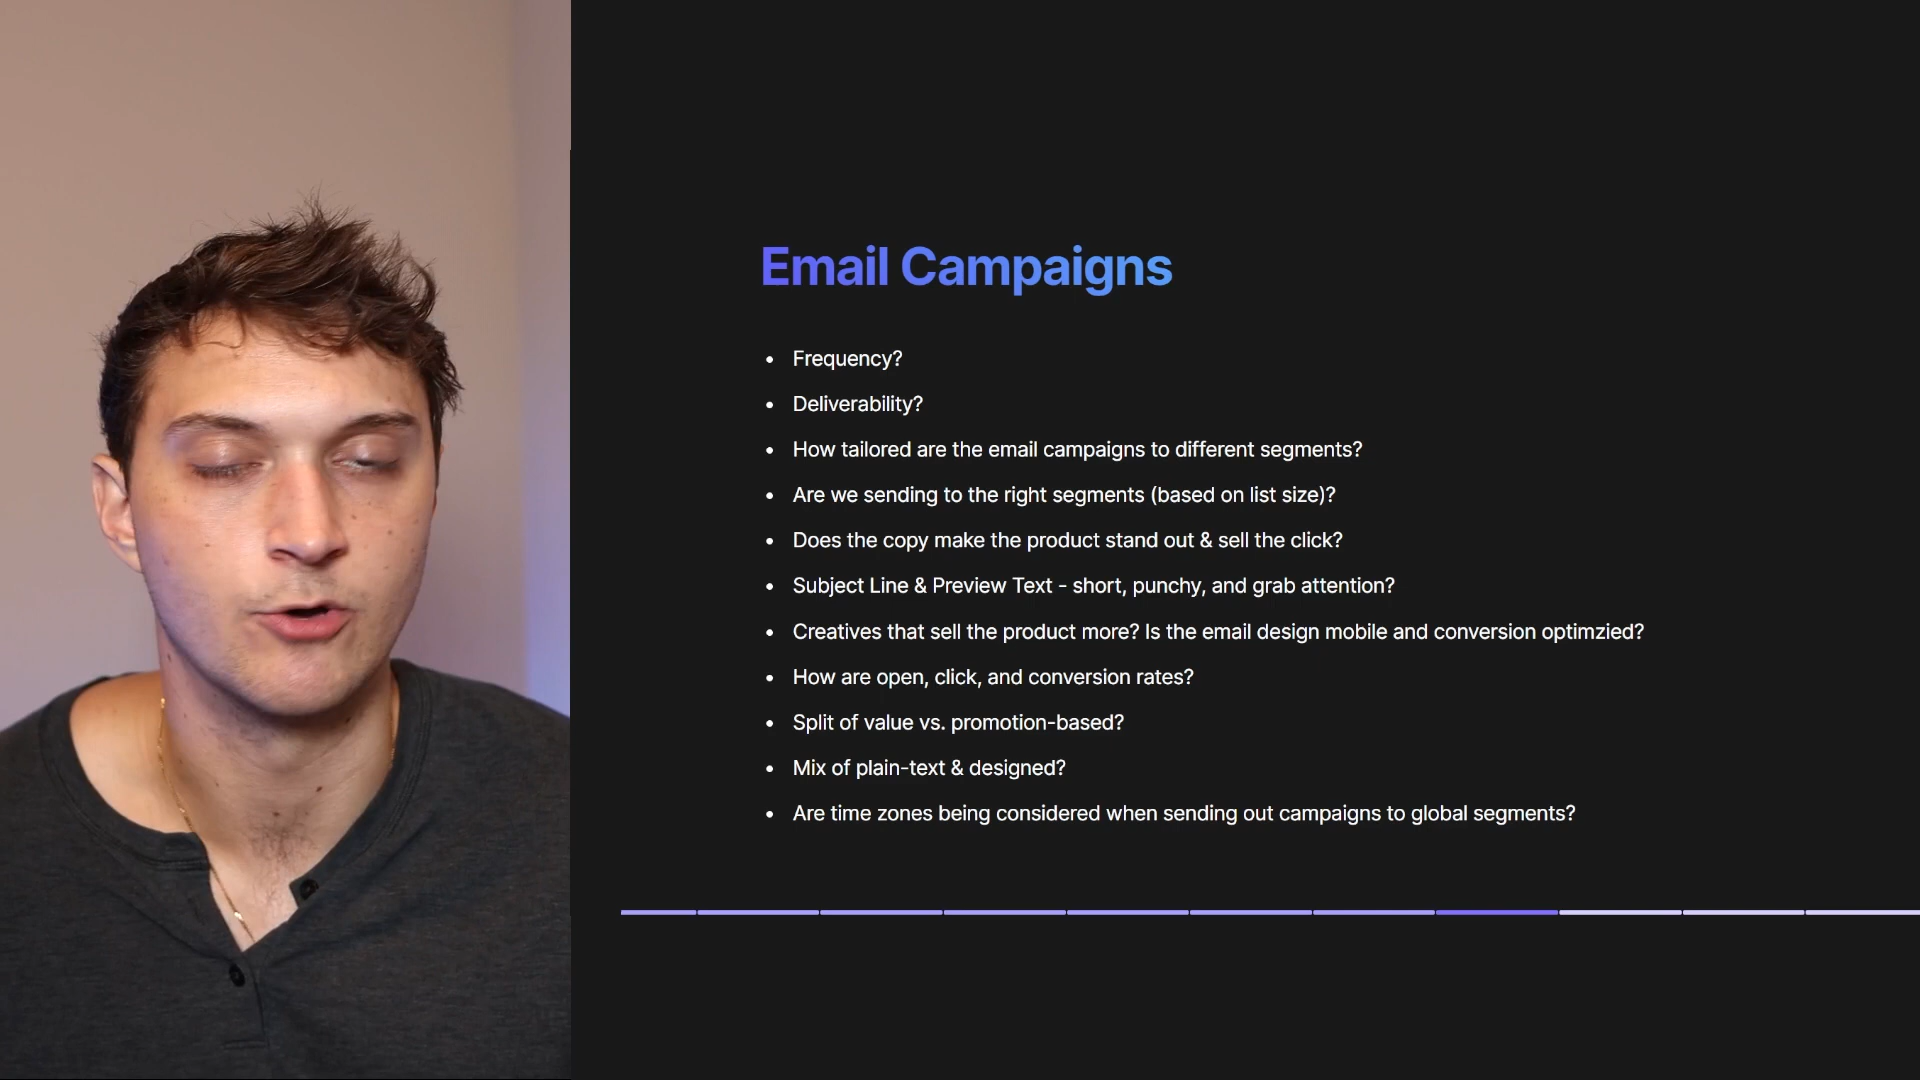 Email Campaigns
• Frequency?
• Deliverability?
• How tailored are the email campaigns to different segments?
• Are we sending to the right segments (based on list size)?
• Does the copy make the product stand out & sell the click?
• Subject Line & Preview Text - short, punchy, and grab attention?
• Creatives that sell the product more? Is the email design mobile and conversion optimzied?
• How are open, click, and conversion rates?
• Split of value vs. promotion-based?
• Mix of plain-text & designed?
• Are time zones being considered when sending out campaigns to global segments?